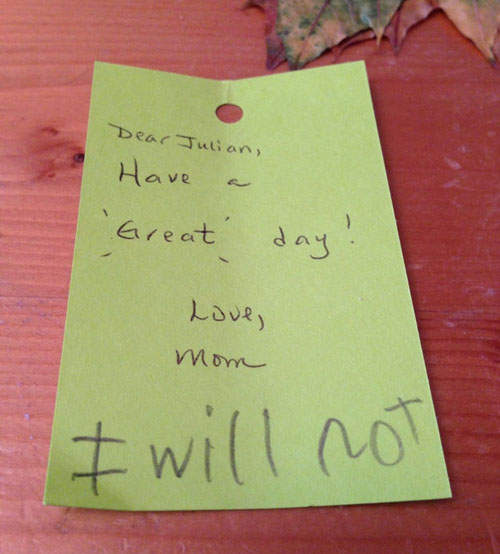 Dear Julian,
Have a
Great day!
Love,
Mom
I will not